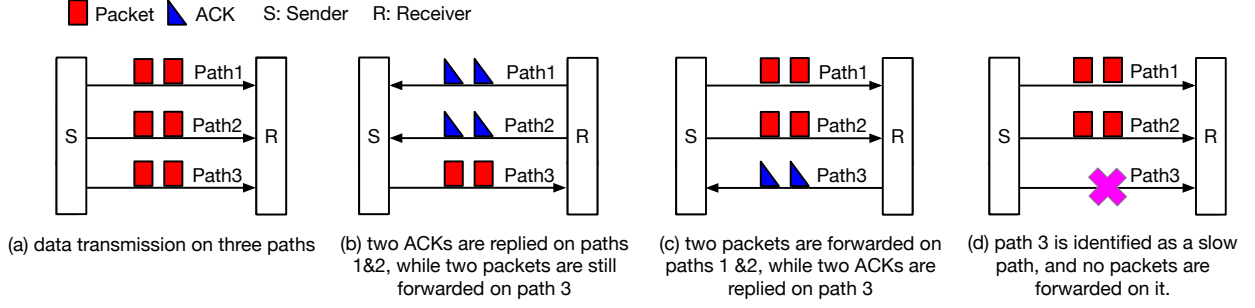 Packet ACK S: Sender R: Receiver
S Path1 Path2 Path3 R
(a) data transmission on three paths
S Path1 Path2 Path3 R
(b) two ACKs are replied on paths
1&2, while two packets are still
forwarded on path 3
S Path1 Path2 Path3 R
(c) two packets are forwarded on
paths 1 &2, while two ACKs are
replied on path 3
S Path1 Path2 Path3 R
(d) path 3 is identified as a slow
path, and no packets are
forwarded on it.